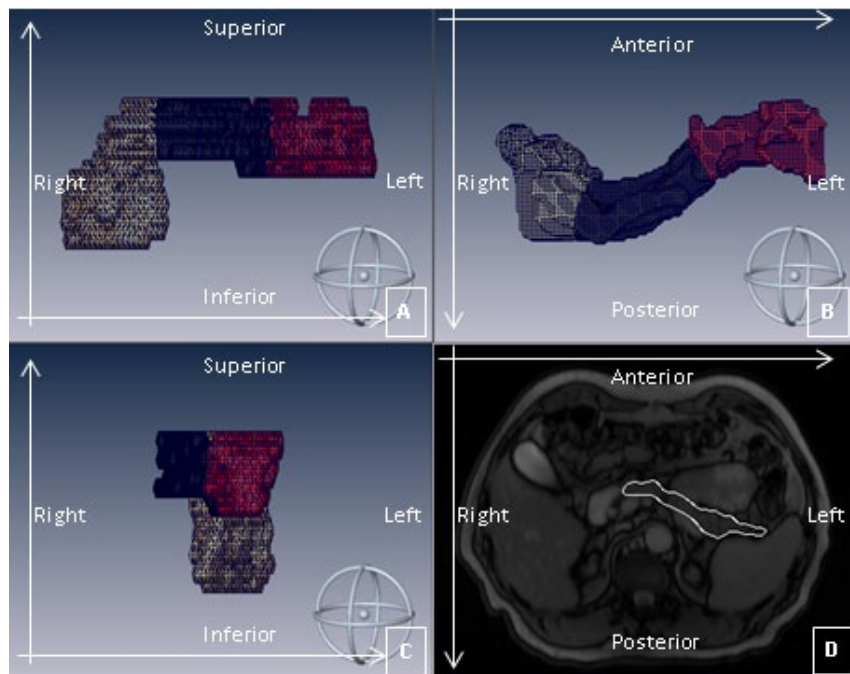 Superior
Right
Left
Inferior
A
Anterior
Right
Left
Posterior
B
Superior
Right
Left
Inferior
C
Anterior
Right
Left
Posterior
D